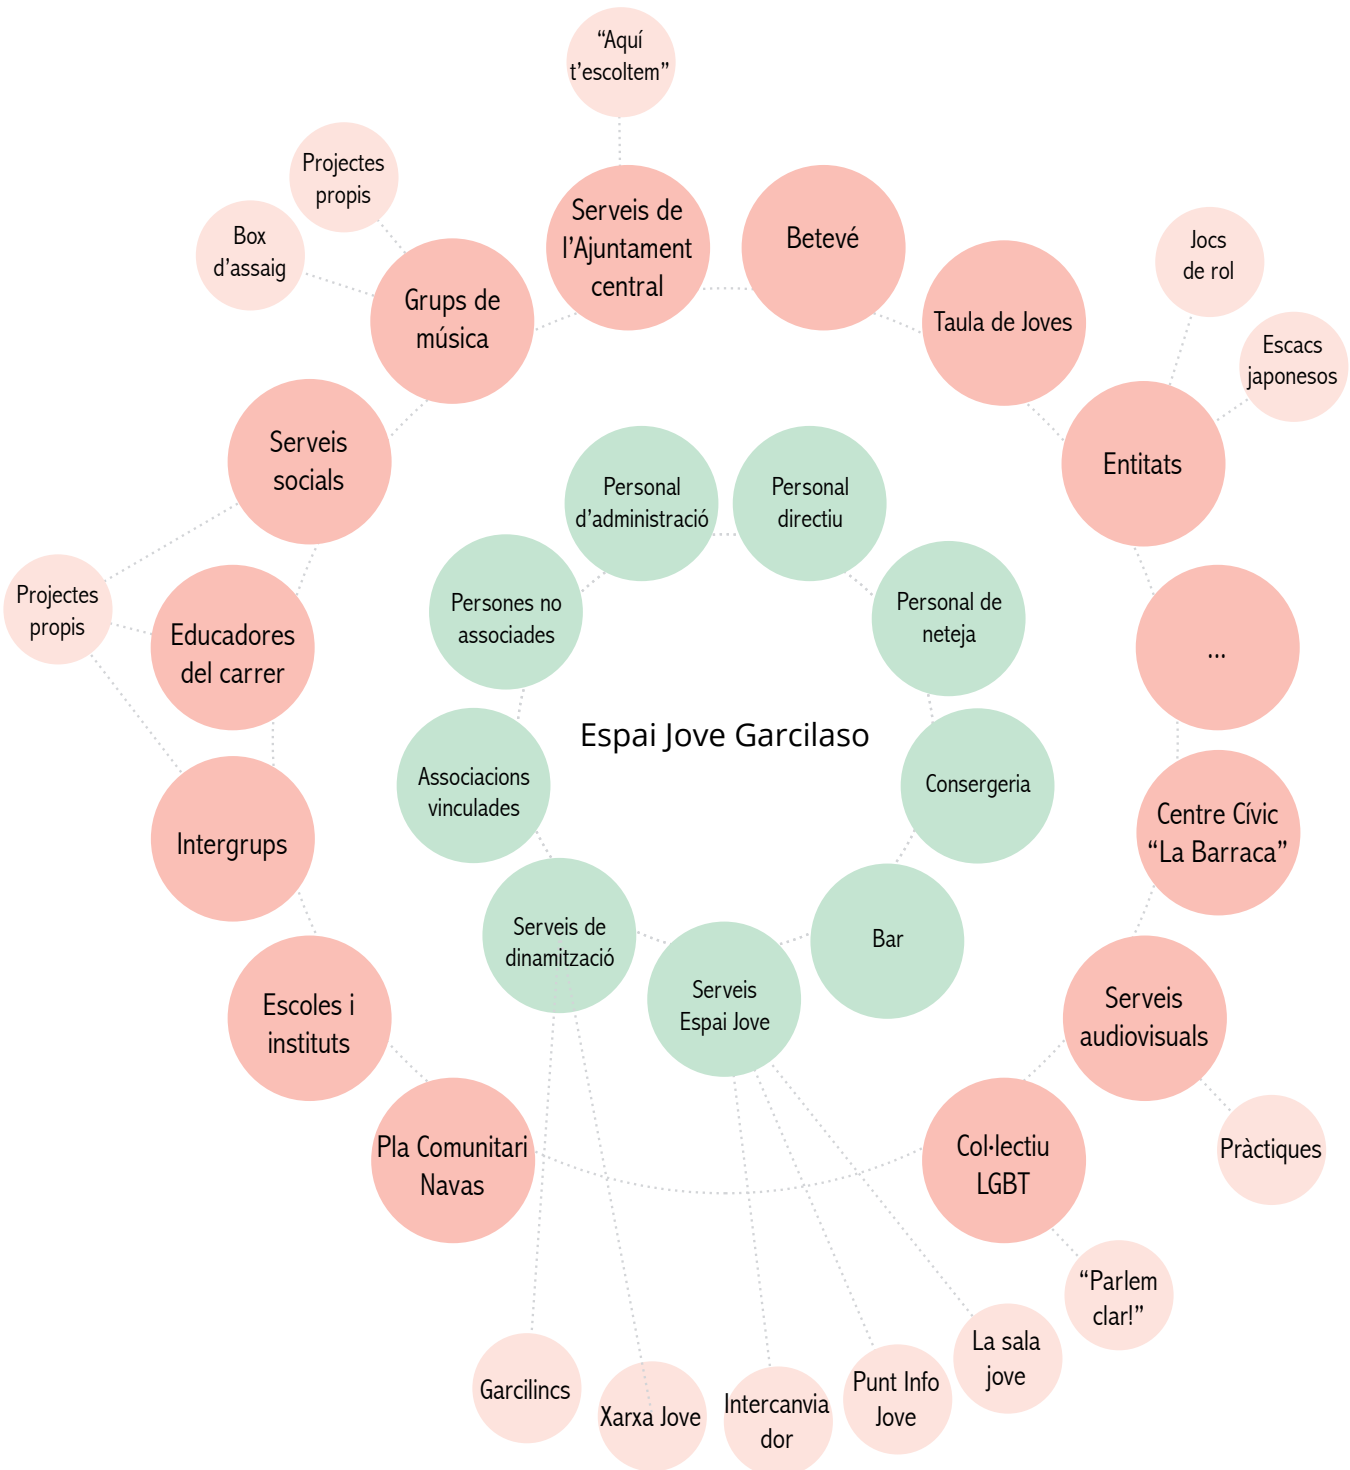 “Aquí
t’escoltem”
Projectes
propis
Box
d’assaig
Serveis de
l’Ajuntament
central
Betevé
Jocs
de rol
Grups de
música
Taula de Joves
Escacs
japonesos
Serveis
socials
Entitats
Personal
d’administració
Personal
directiu
Projectes
propis
Educadores
del carrer
Persones no
associades
Personal de
neteja
...
Espai Jove Garcilaso
Associacions
vinculades
Consergeria
Intergrups
Centre Cívic
“La Barraca”
Serveis de
dinamització
Bar
Serveis
Espai Jove
Escoles i
instituts
Serveis
audiovisuals
Pla Comunitari
Navas
Col·lectiu
LGBT
Pràctiques
“Parlem
clar!”
La sala
jove
Garcilincs
Xarxa Jove
Intercanvia
dor
Punt Info
Jove